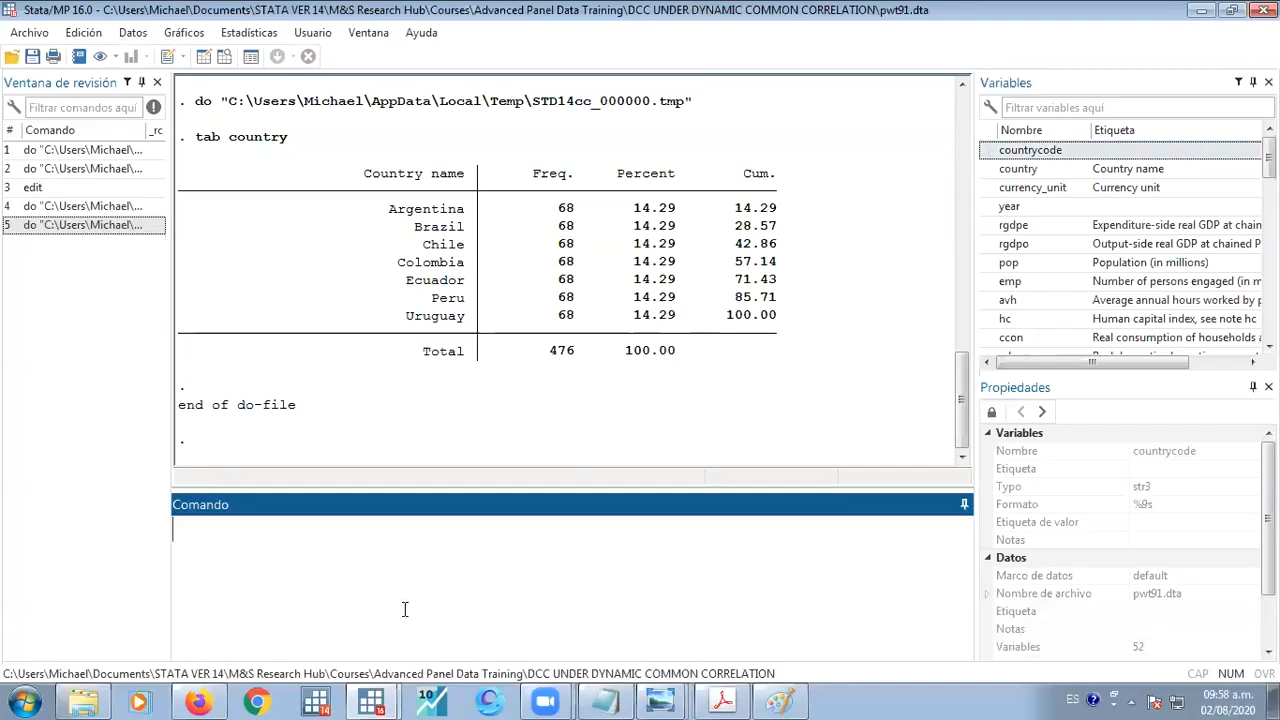 Stata/MP 16.0 - C:\Users\Michael\Documents\STATA VER 14\M&S Research Hub\Courses\Advanced Panel Data Training\DCC UNDER DYNAMIC COMMON CORRELATION\pwt91.dta
Archivo Edición Datos Gráficos Estadísticas Usuario Ventana Ayuda
Ventana de revisión
Filtrar comandos aquí
# Comando _rc
1 do "C:\Users\Michael\...
2 do "C:\Users\Michael\...
3 edit
4 do "C:\Users\Michael\...
5 do "C:\Users\Michael\...
. do "C:\Users\Michael\AppData\Local\Temp\STD14cc_000000.tmp"
. tab country
Country name Freq. Percent Cum.
Argentina 68 14.29 14.29
Brazil 68 14.29 28.57
Chile 68 14.29 42.86
Colombia 68 14.29 57.14
Ecuador 68 14.29 71.43
Peru 68 14.29 85.71
Uruguay 68 14.29 100.00
Total 476 100.00
.
end of do-file
.
Comando
Variables
Filtrar variables aquí
Nombre Etiqueta
countrycode
country Country name
currency_unit Currency unit
year
rgdpe Expenditure-side real GDP at chained
rgdpo Output-side real GDP at chained P
pop Population (in millions)
emp Number of persons engaged (in m
avh Average annual hours worked by p
hc Human capital index, see note hc
ccon Real consumption of households a
Propiedades
Variables
Nombre countrycode
Etiqueta
Typo str3
Formato %9s
Etiqueta de valor
Notas
Datos
Marco de datos default
Nombre de archivo pwt91.dta
Etiqueta
Notas
Variables 52
C:\Users\Michael\Documents\STATA VER 14\M&S Research Hub\Courses\Advanced Panel Data Training\DCC UNDER DYNAMIC COMMON CORRELATION
CAP NUM OVR
14 16 10
ES
09:58 a.m.
02/08/2020